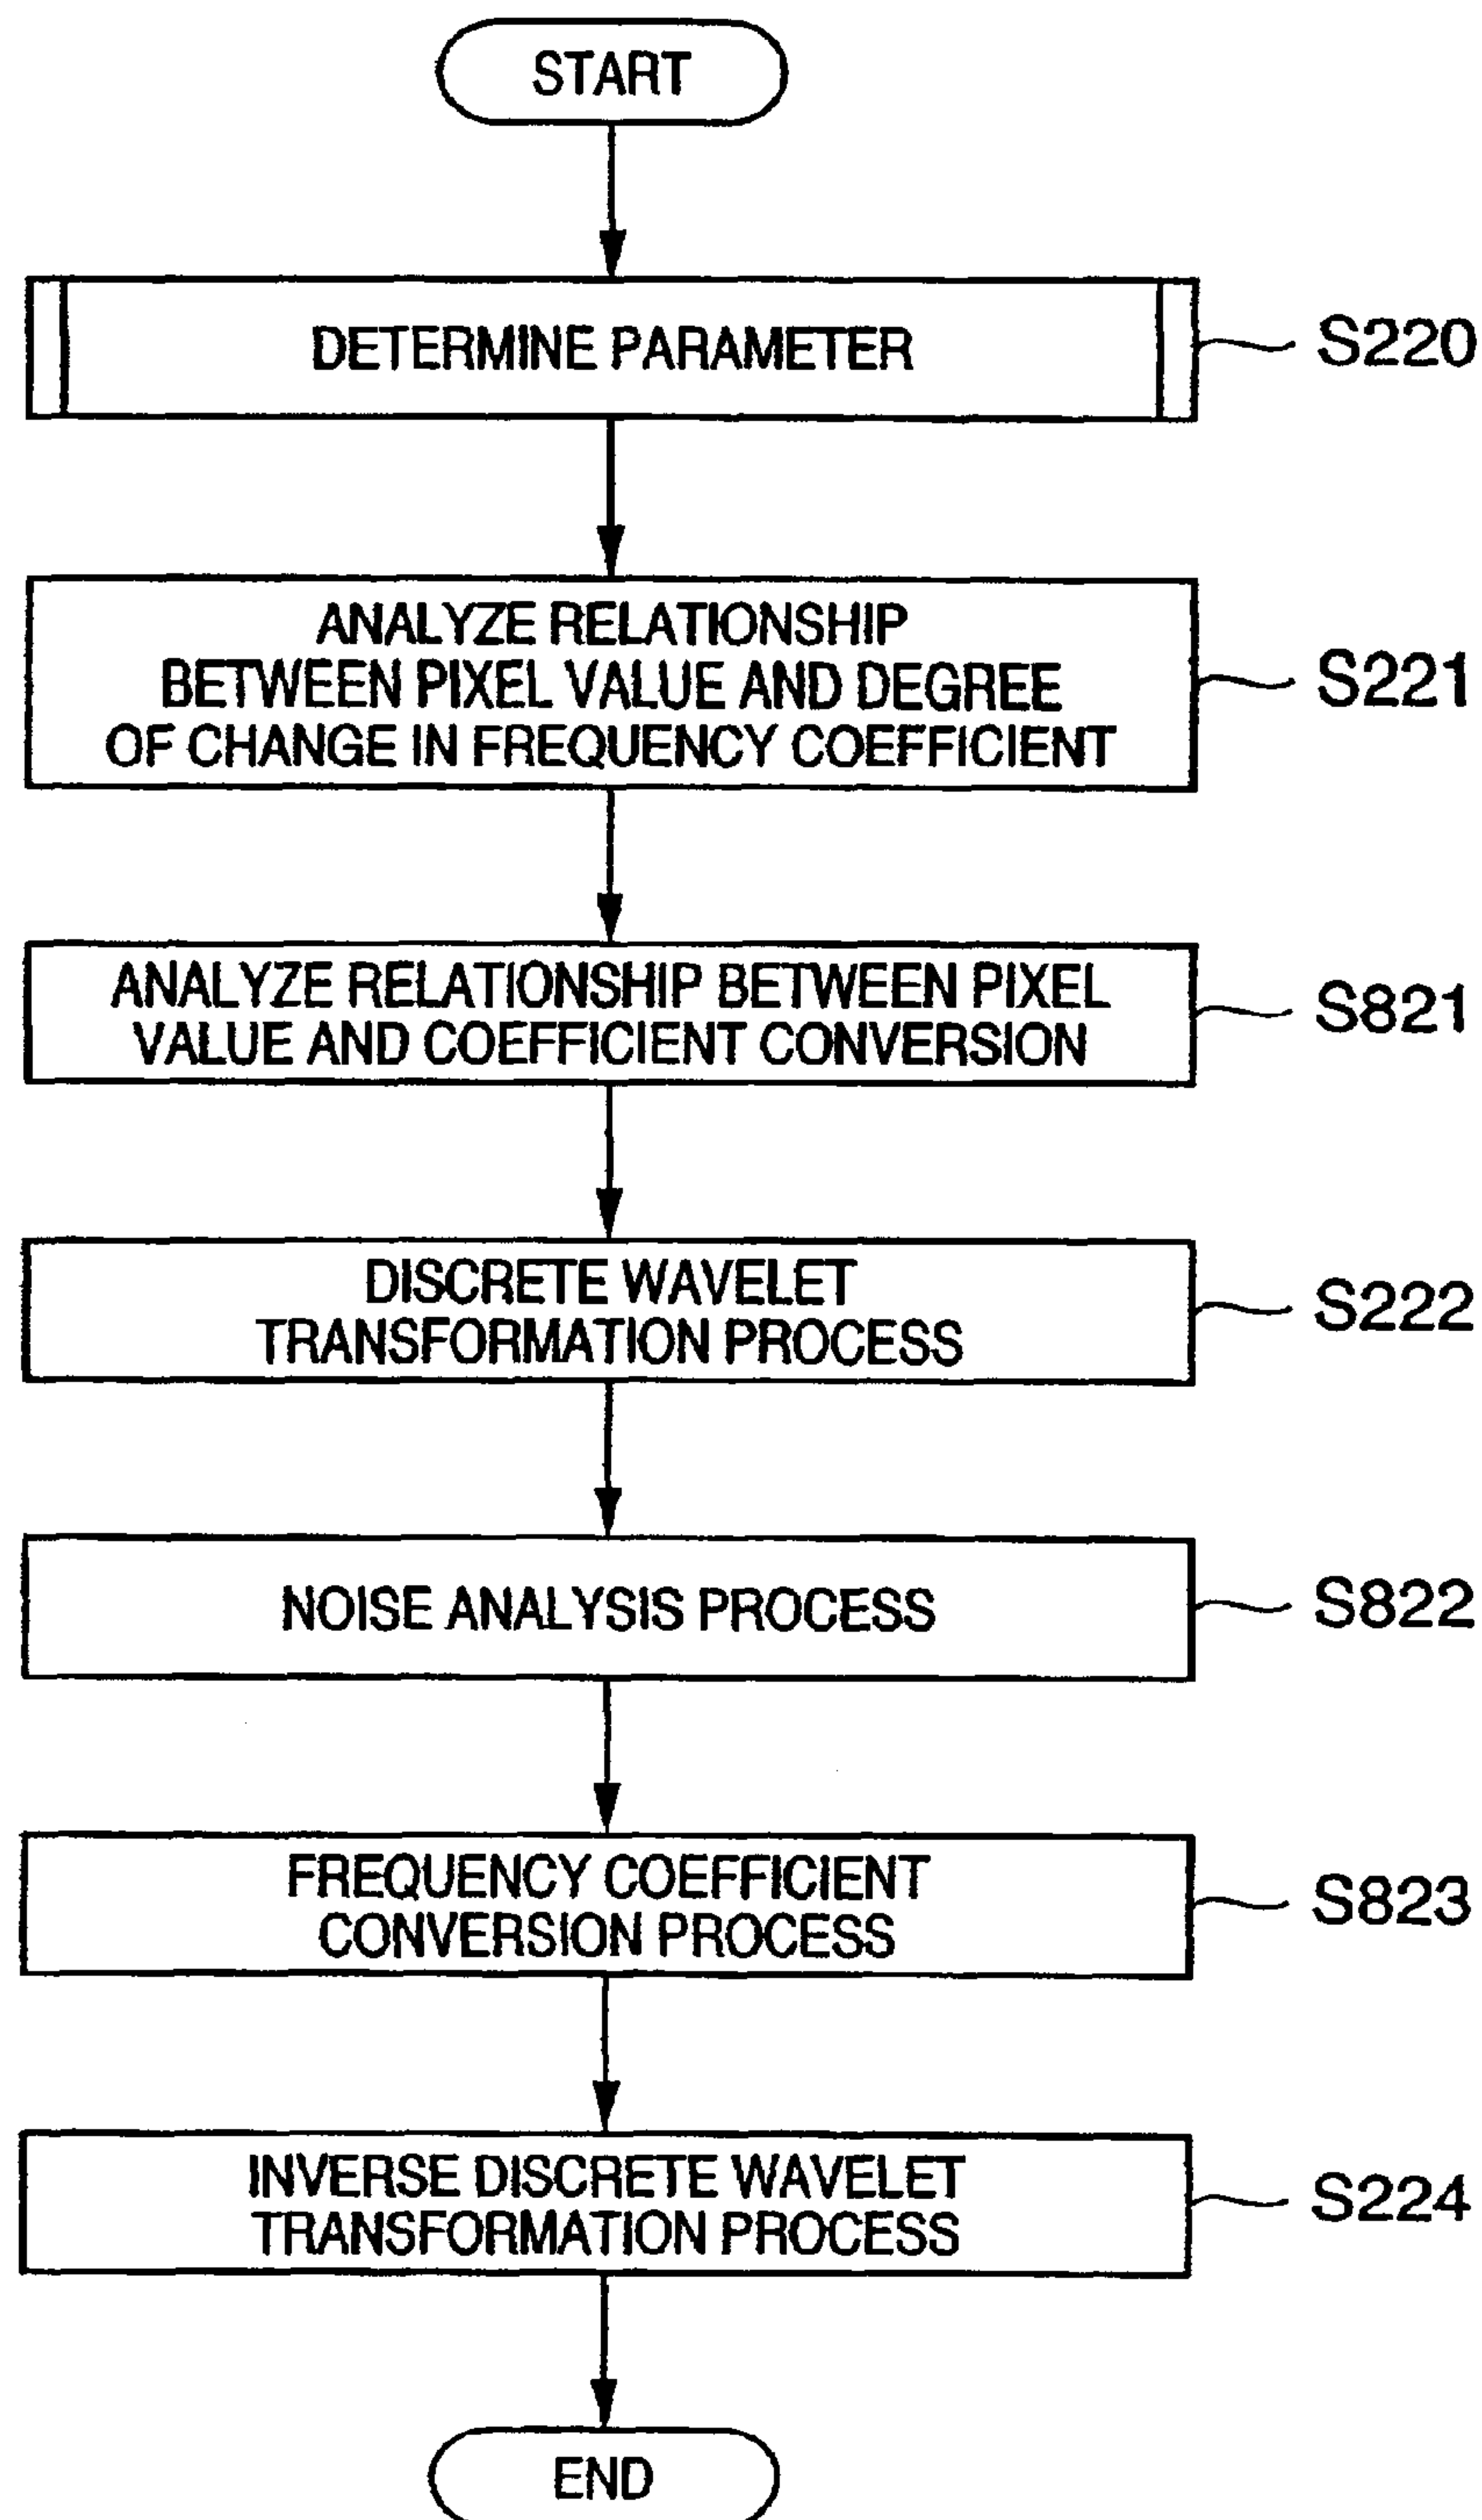 START
DETERMINE PARAMETER
S220
ANALYZE RELATIONSHIP
BETWEEN PIXEL VALUE AND DEGREE
OF CHANGE IN FREQUENCY COEFFICIENT
S221
ANALYZE RELATIONSHIP BETWEEN PIXEL
VALUE AND COEFFICIENT CONVERSION
S821
DISCRETE WAVELET
TRANSFORMATION PROCESS
S222
NOISE ANALYSIS PROCESS
S822
FREQUENCY COEFFICIENT
CONVERSION PROCESS
S823
INVERSE DISCRETE WAVELET
TRANSFORMATION PROCESS
S224
END